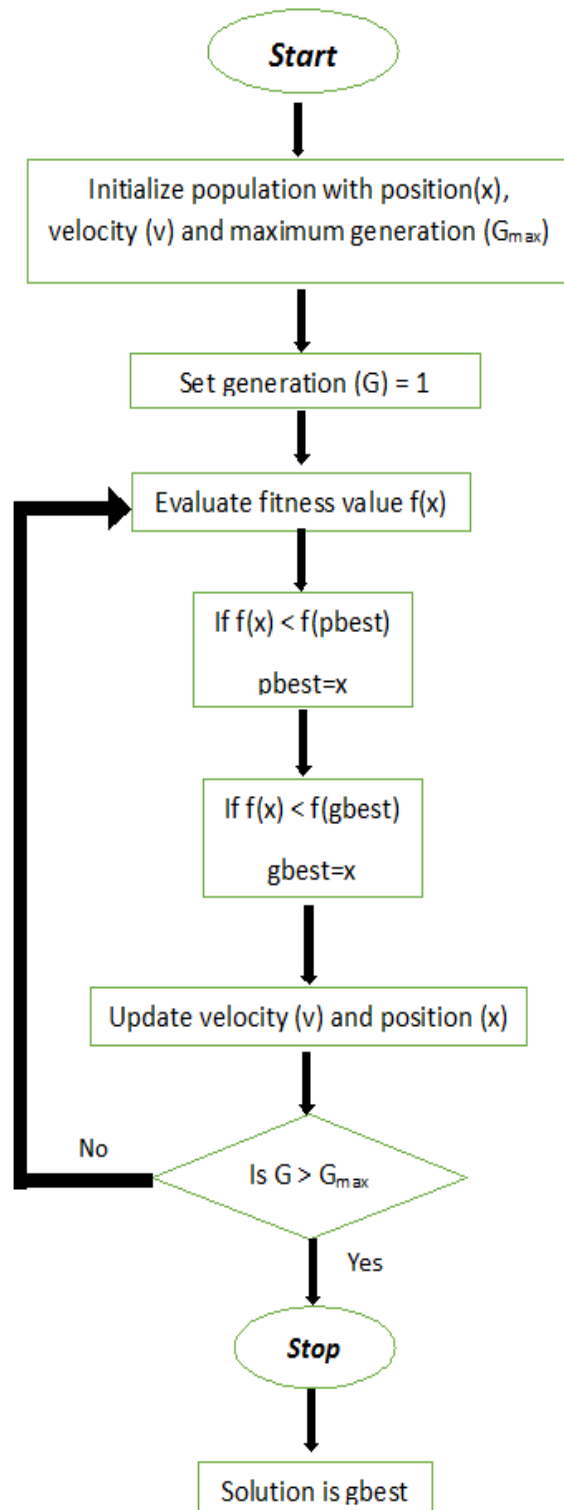 Start
Initialize population with position(x),
velocity (v) and maximum generation (Gmax)
Set generation (G) = 1
Evaluate fitness value f(x)
If f(x) < f(pbest)
pbest=x
If f(x) < f(gbest)
gbest=x
Update velocity (v) and position (x)
No
Is G > Gmax
Yes
Stop
Solution is gbest